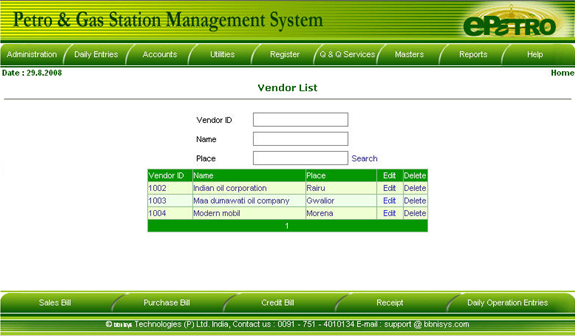 Petro & Gas Station Management System
ePetro
Administration Daily Entries Accounts Utilities Register Q & Q Services Masters Reports Help
Date : 29.8.2008 Home
Vendor List
Vendor ID
Name
Place Search
Vendor ID Name Place Edit Delete
1002 Indian oil corporation Rairu Edit Delete
1003 Maa dumawati oil company Gwalior Edit Delete
1004 Modern mobil Morena Edit Delete
1
Sales Bill Purchase Bill Credit Bill Receipt Daily Operation Entries
© bbnisys Technologies (P) Ltd. India, Contact us : 0091 - 751 - 4010134 E-mail : support @ bbnisys.com